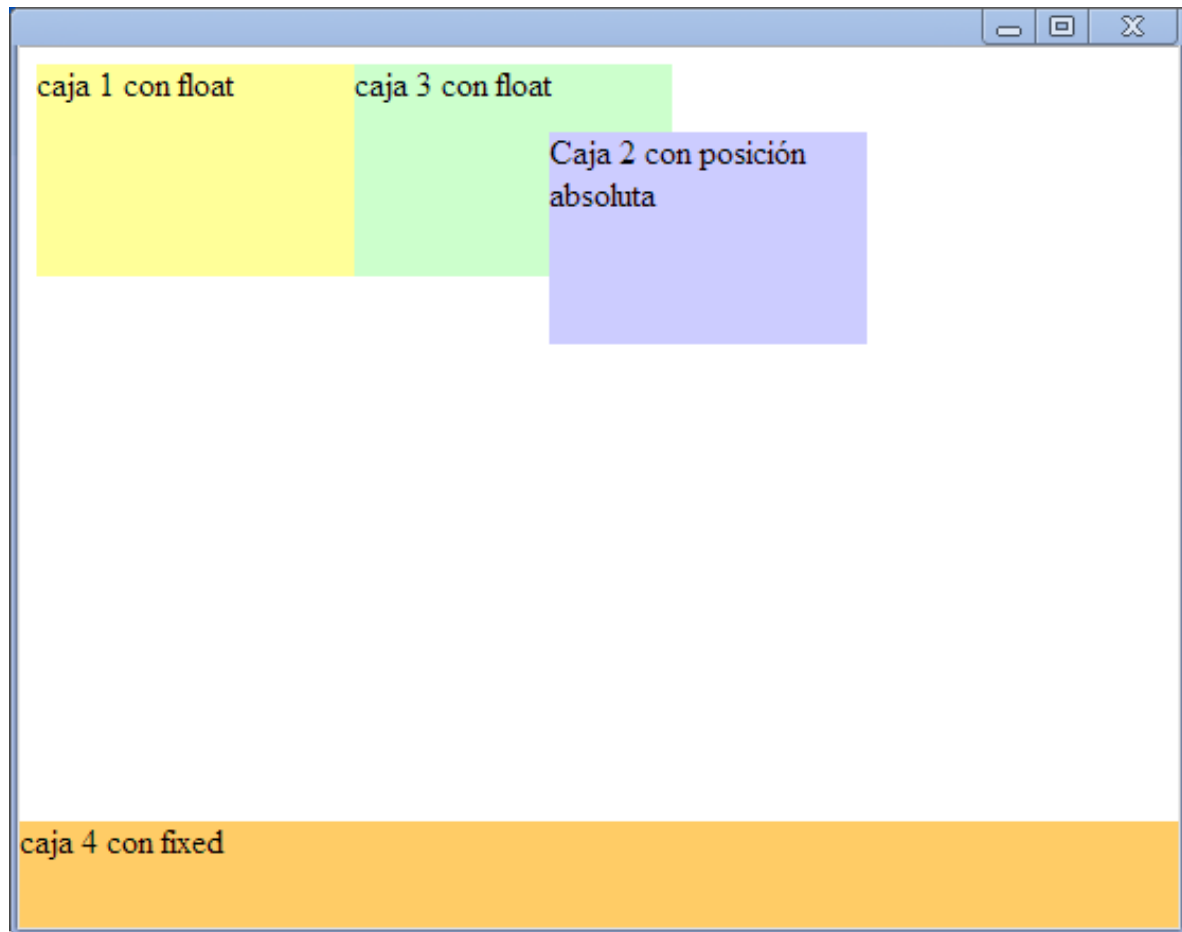 caja 1 con float
caja 3 con float
Caja 2 con posición
absoluta
caja 4 con fixed